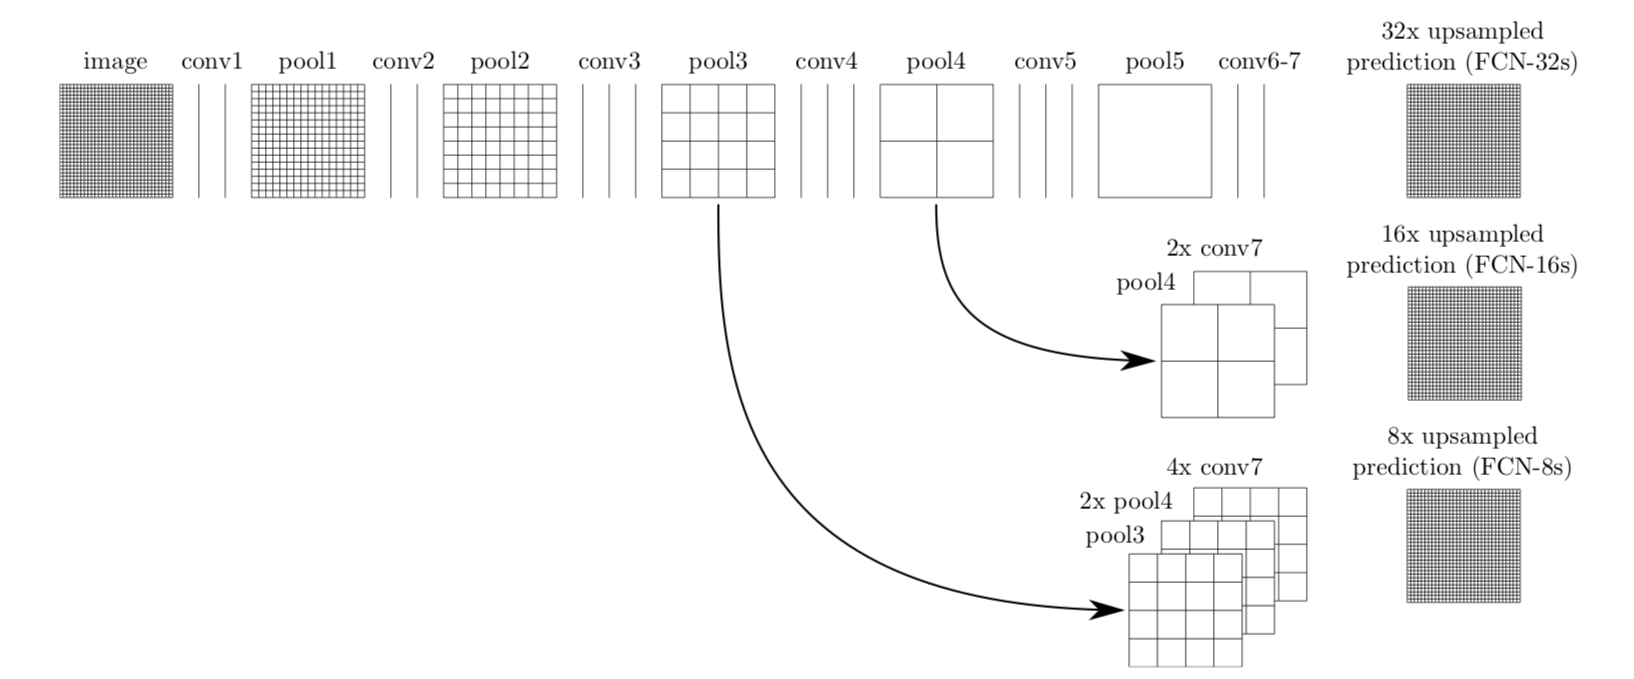 image conv1 pool1 conv2 pool2 conv3 pool3 conv4 pool4 conv5 pool5 conv6-7
32x upsampled
prediction (FCN-32s)
2x conv7
pool4
16x upsampled
prediction (FCN-16s)
4x conv7
2x pool4
pool3
8x upsampled
prediction (FCN-8s)